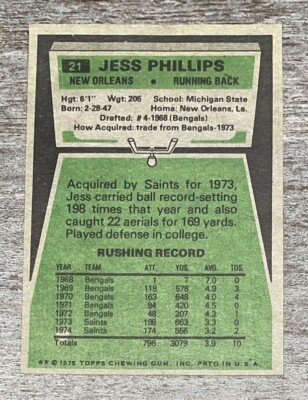 21 JESS PHILLIPS
NEW ORLEANS • RUNNING BACK
Hgt: 6'1" Wgt: 205 School: Michigan State
Born: 2-28-47 Home: New Orleans, La.
Drafted: #4-1968 (Bengals)
How Acquired: trade from Bengals-1973
Acquired by Saints for 1973,
Jess carried ball record-setting
198 times that year and also
caught 22 aerials for 169 yards.
Played defense in college.
RUSHING RECORD
YEAR TEAM ATT. YDS. AVG. TDS
1968 Bengals 1 7 7.0 0
1969 Bengals 118 578 4.9 3
1970 Bengals 163 648 4.0 4
1971 Bengals 94 420 4.5 0
1972 Bengals 48 207 4.3 1
1973 Saints 198 663 3.3 0
1974 Saints 174 556 3.2 2
Totals 796 3079 3.9 10
** © 1975 TOPPS CHEWING GUM, INC. PRTD IN U.S.A.